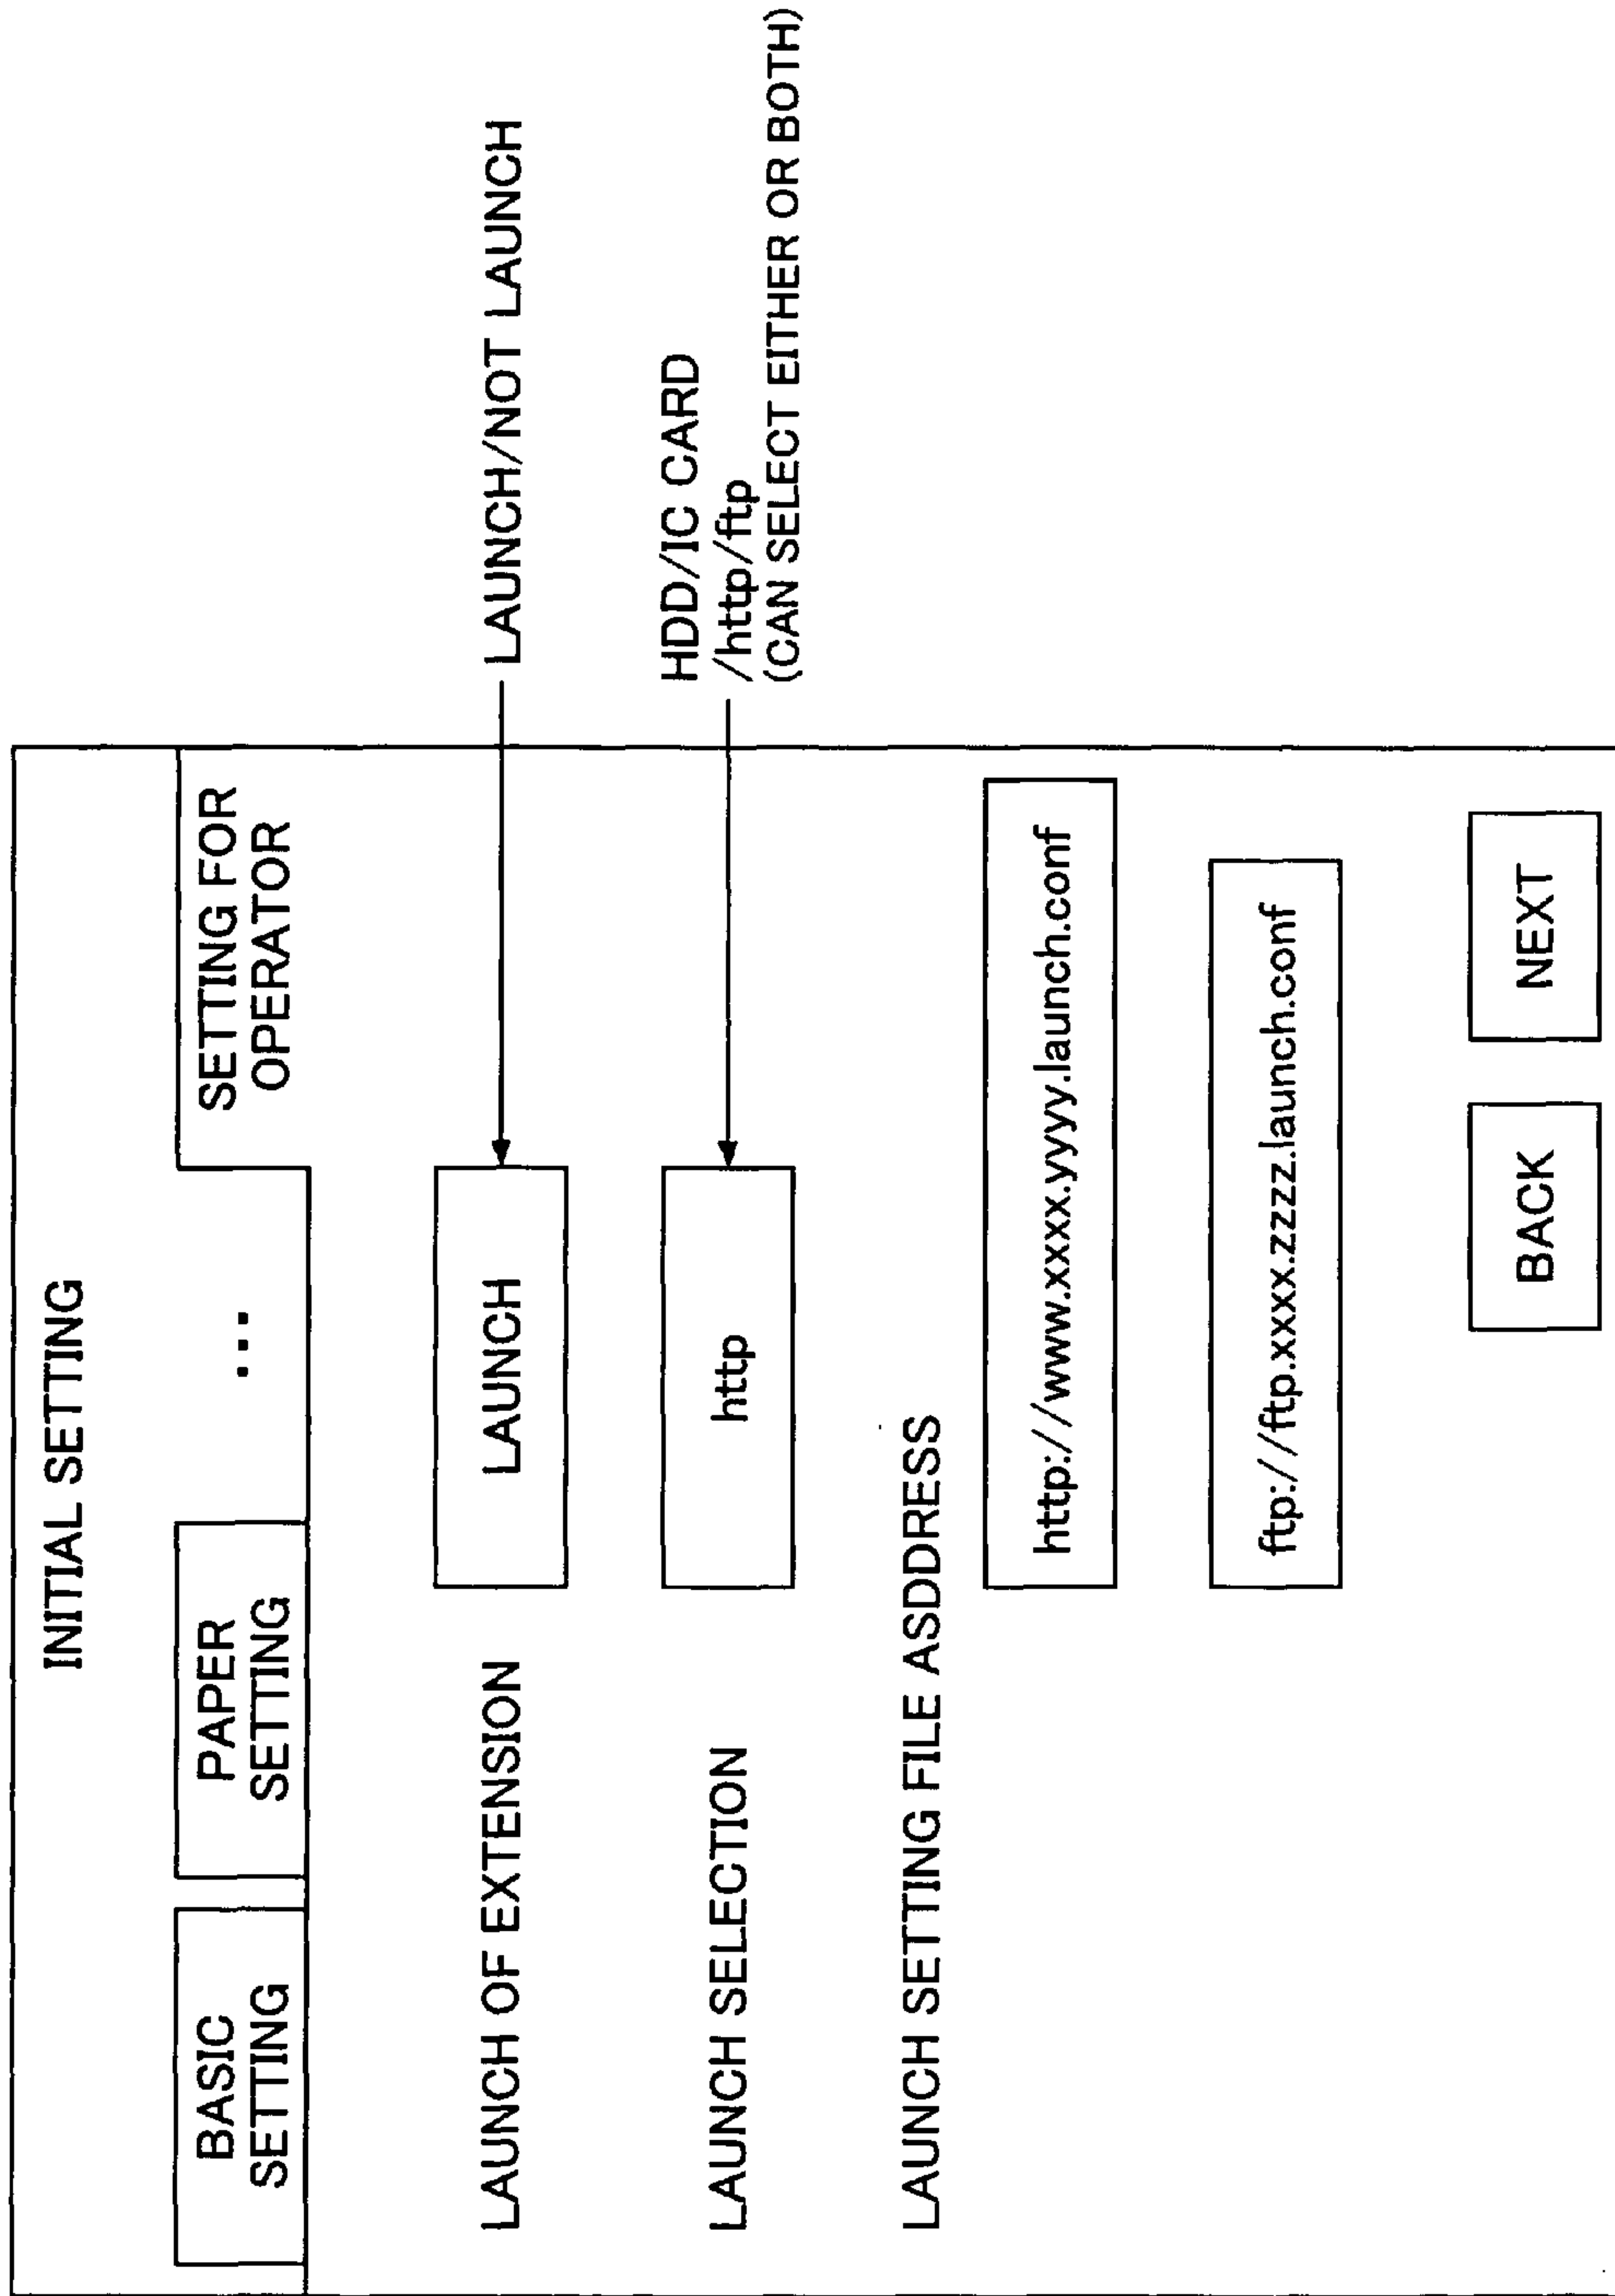 INITIAL SETTING
BASIC
SETTING
PAPER
SETTING
...
SETTING FOR
OPERATOR
LAUNCH OF EXTENSION
LAUNCH
LAUNCH/NOT LAUNCH
LAUNCH SELECTION
http
HDD/IC CARD
/http/ftp
(CAN SELECT EITHER OR BOTH)
LAUNCH SETTING FILE ASDDRESS
http://www.xxxx.yyyy.launch.conf
ftp://ftp.xxxx.zzzz.launch.conf
BACK
NEXT